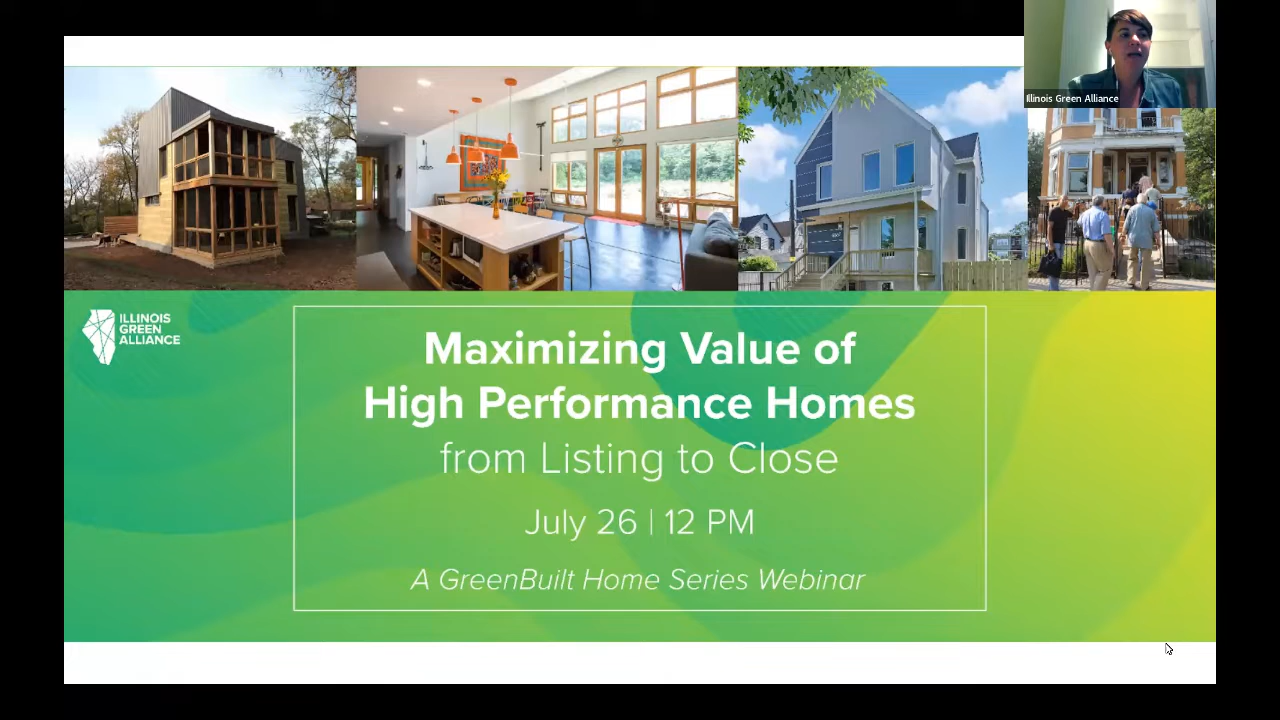 Illinois Green Alliance
ILLINOIS
GREEN
ALLIANCE
Maximizing Value of
High Performance Homes
from Listing to Close
July 26 | 12 PM
A GreenBuilt Home Series Webinar